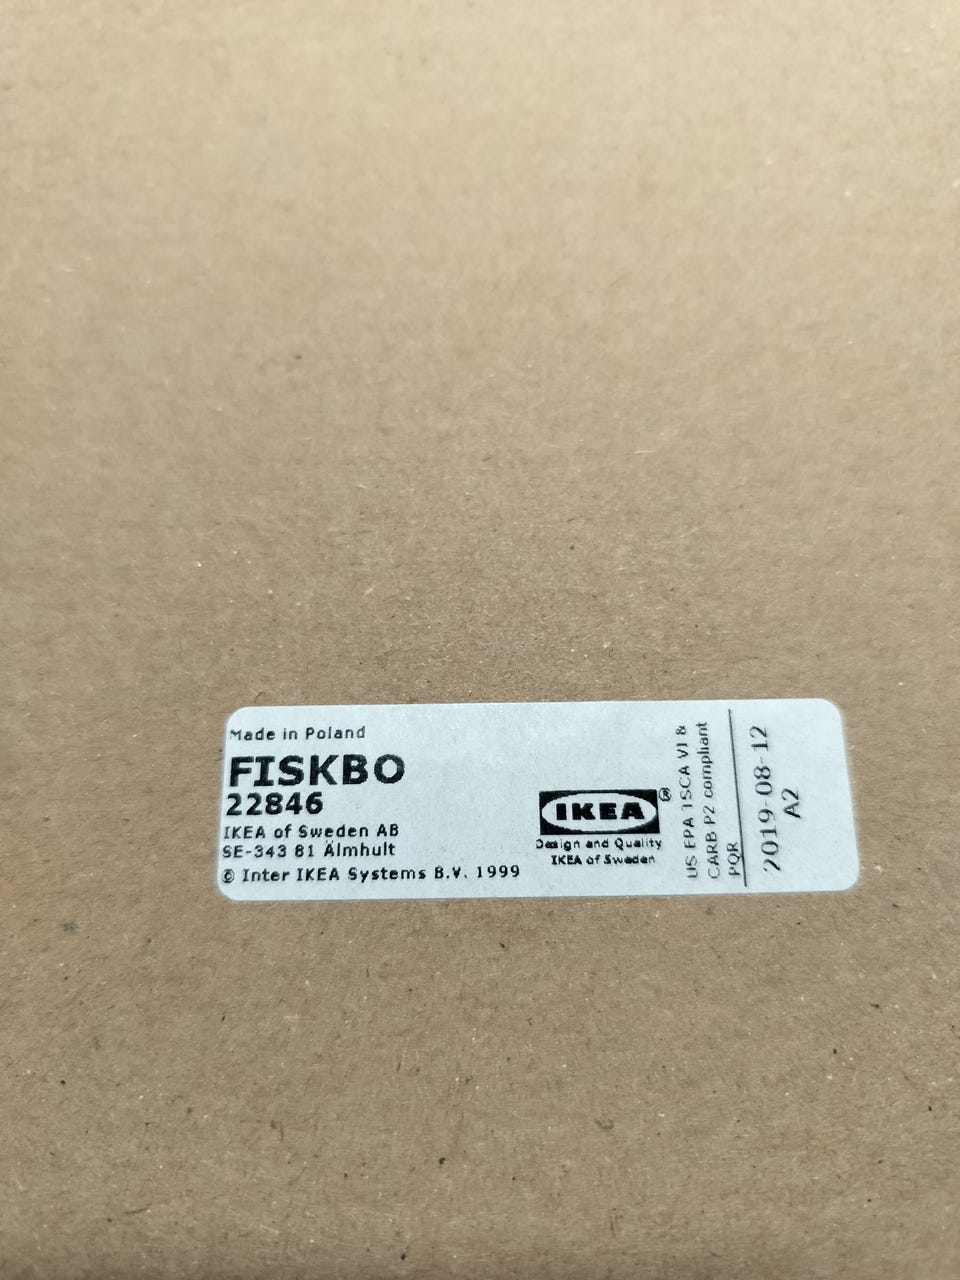 Made in Poland
FISKBO
22846
IKEA of Sweden AB
SE-343 81 Älmhult
© Inter IKEA Systems B.V. 1999
IKEA®
Design and Quality
IKEA of Sweden
US EPA TSCA VI &
CARB P2 compliant
PQR
2019-08-12
A2